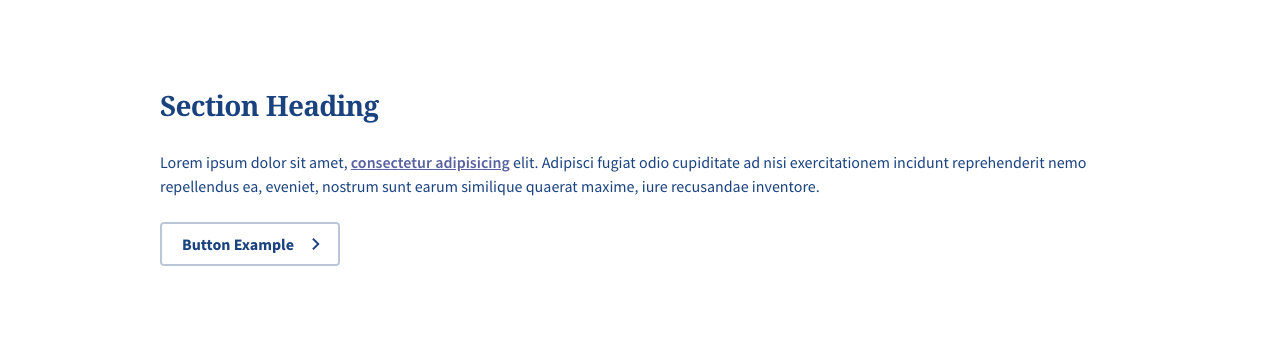 Section Heading
Lorem ipsum dolor sit amet, consectetur adipisicing elit. Adipisci fugiat odio cupiditate ad nisi exercitationem incidunt reprehenderit nemo
repellendus ea, eveniet, nostrum sunt earum similique quaerat maxime, iure recusandae inventore.
Button Example